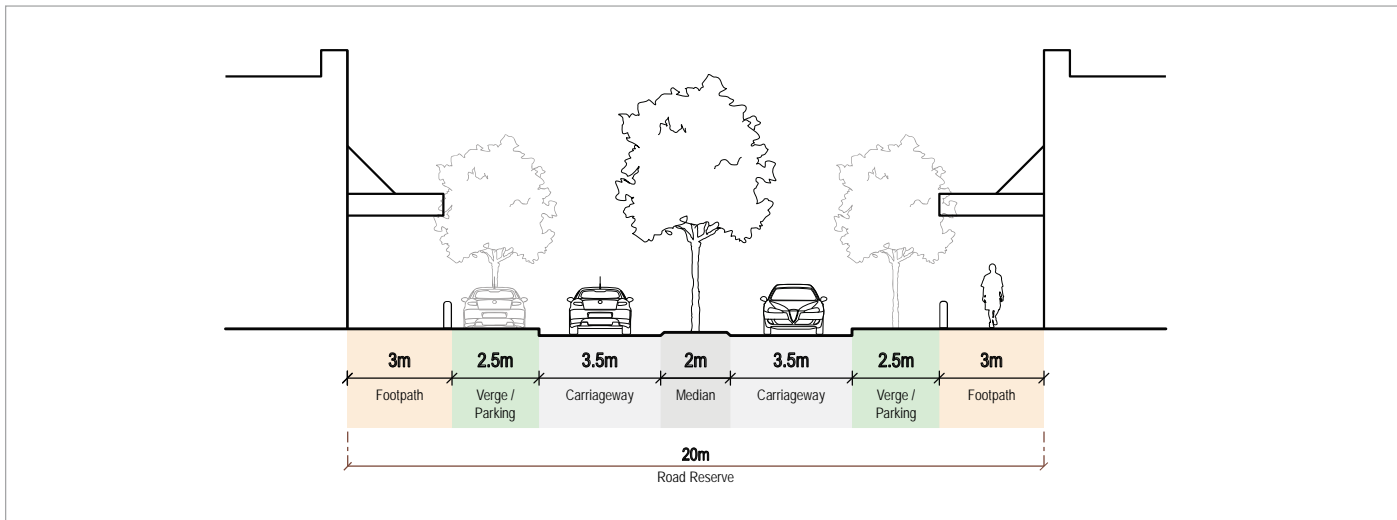 3m 2.5m 3.5m 2m 3.5m 2.5m 3m
Footpath Verge / Carriageway Median Carriageway Verge / Footpath
Parking Parking
20m
Road Reserve